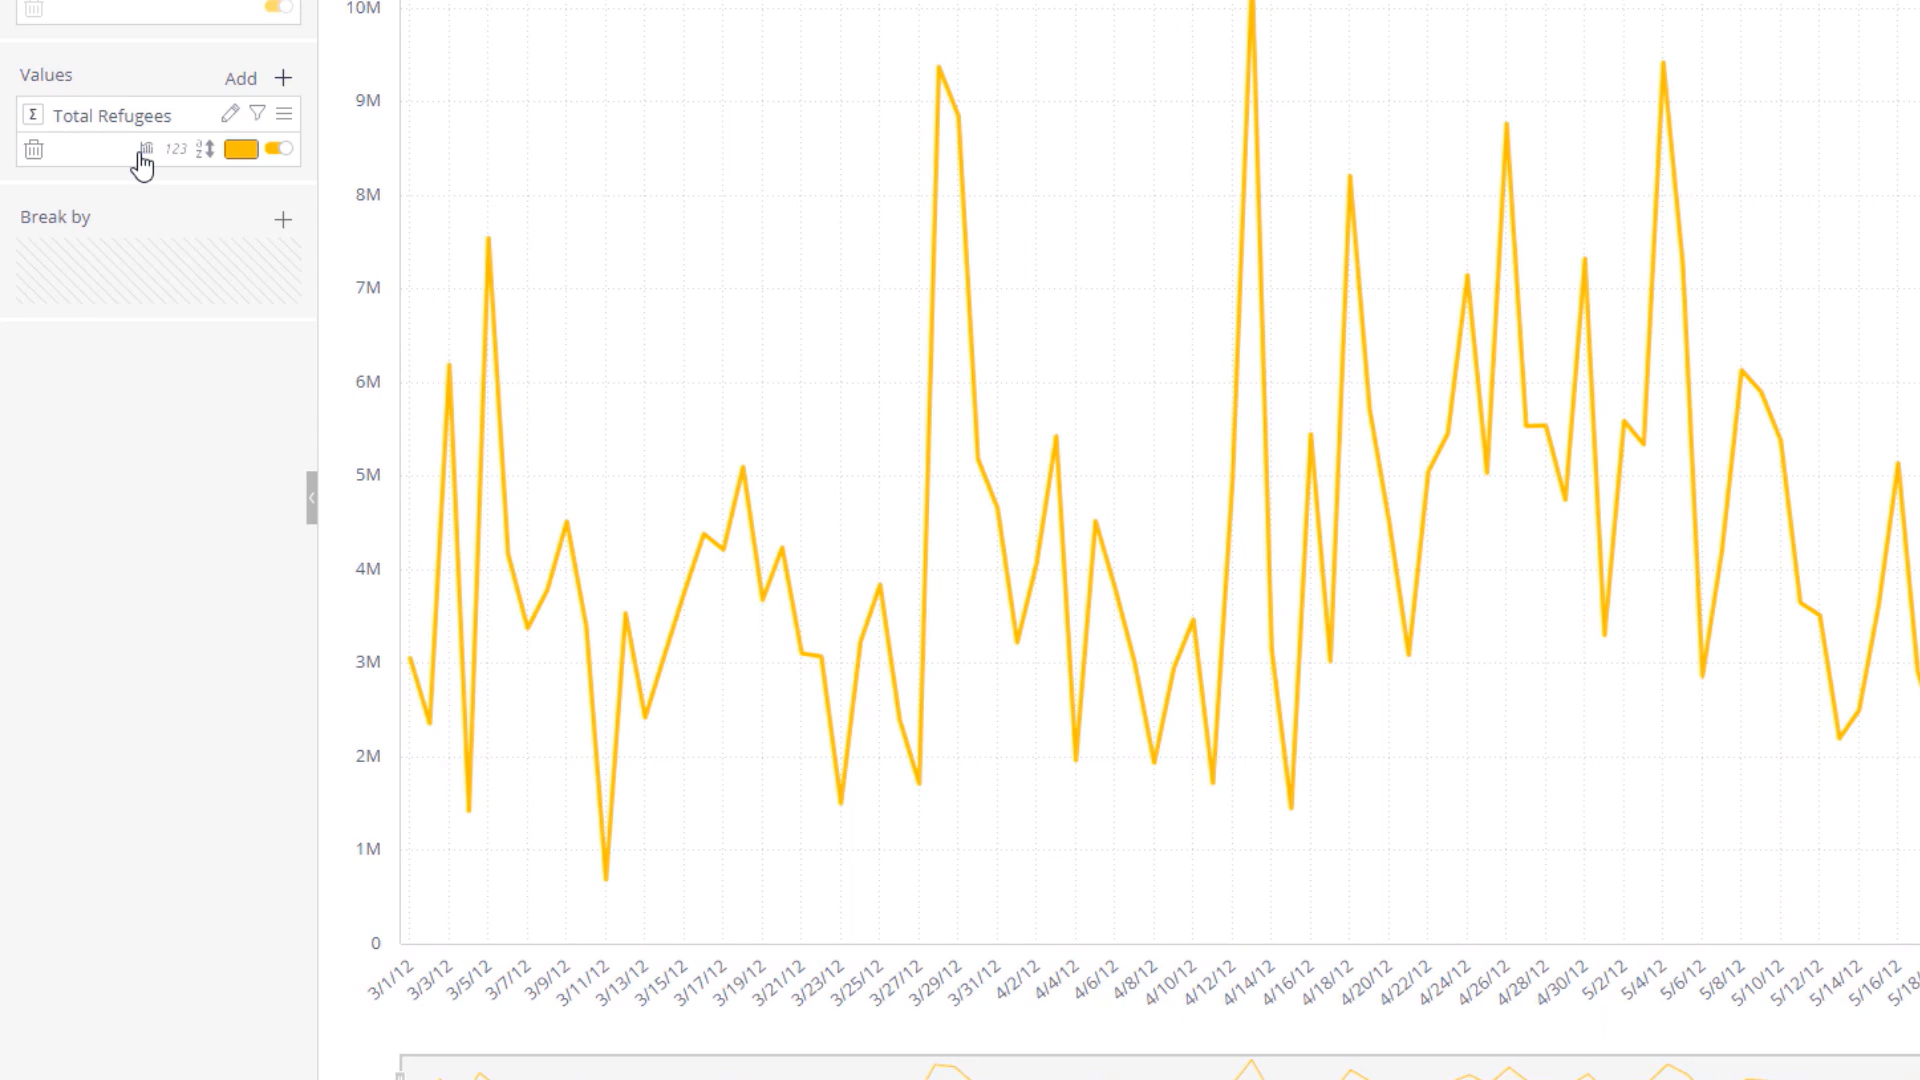 10M
Values
Add +
9M
Σ Total Refugees
123 a z
8M
Break by +
7M
6M
5M
4M
3M
2M
1M
0
3/1/12 3/3/12 3/5/12 3/7/12 3/9/12 3/11/12 3/13/12 3/15/12 3/17/12 3/19/12 3/21/12 3/23/12 3/25/12 3/27/12 3/29/12 3/31/12 4/2/12 4/4/12 4/6/12 4/8/12 4/10/12 4/12/12 4/14/12 4/16/12 4/18/12 4/20/12 4/22/12 4/24/12 4/26/12 4/28/12 4/30/12 5/2/12 5/4/12 5/6/12 5/8/12 5/10/12 5/12/12 5/14/12 5/16/12 5/18/